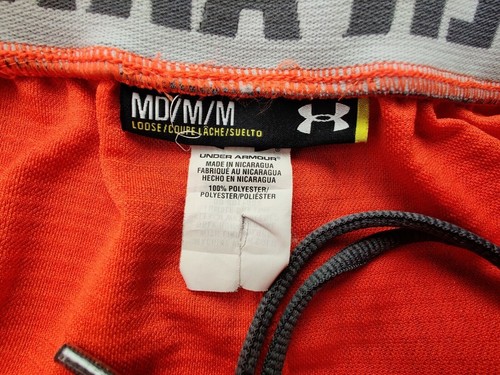 MD/M/M
LOOSE/COUPE LÂCHE/SUELTO
UNDER ARMOUR
MADE IN NICARAGUA
FABRIQUÉ AU NICARAGUA
HECHO EN NICARAGUA
100% POLYESTER/
POLYESTER/POLIÉSTER